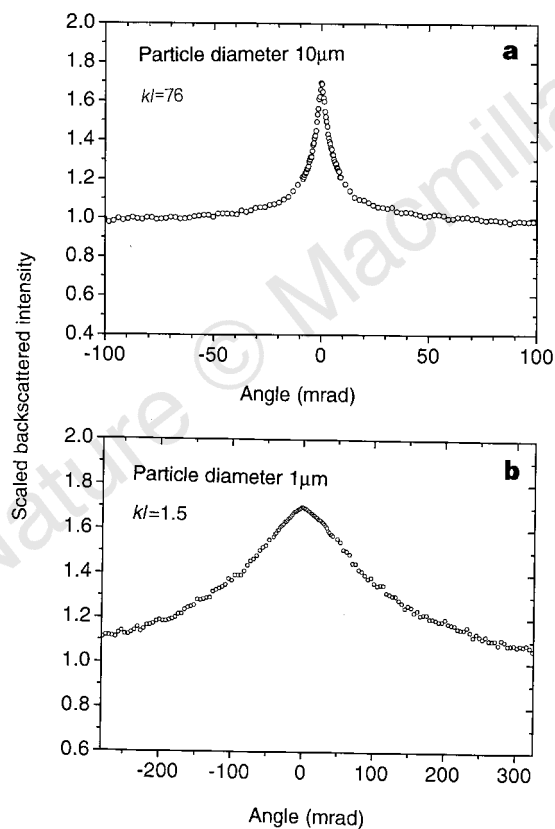 2.0
a
Particle diameter 10μm
1.8
kl=76
1.6
1.4
1.2
1.0
0.8
0.6
0.4
-100 -50 0 50 100
Angle (mrad)
Scaled backscattered intensity
2.0
b
Particle diameter 1μm
1.8
kl=1.5
1.6
1.4
1.2
1.0
0.8
0.6
-200 -100 0 100 200 300
Angle (mrad)
Nature © Macmilla